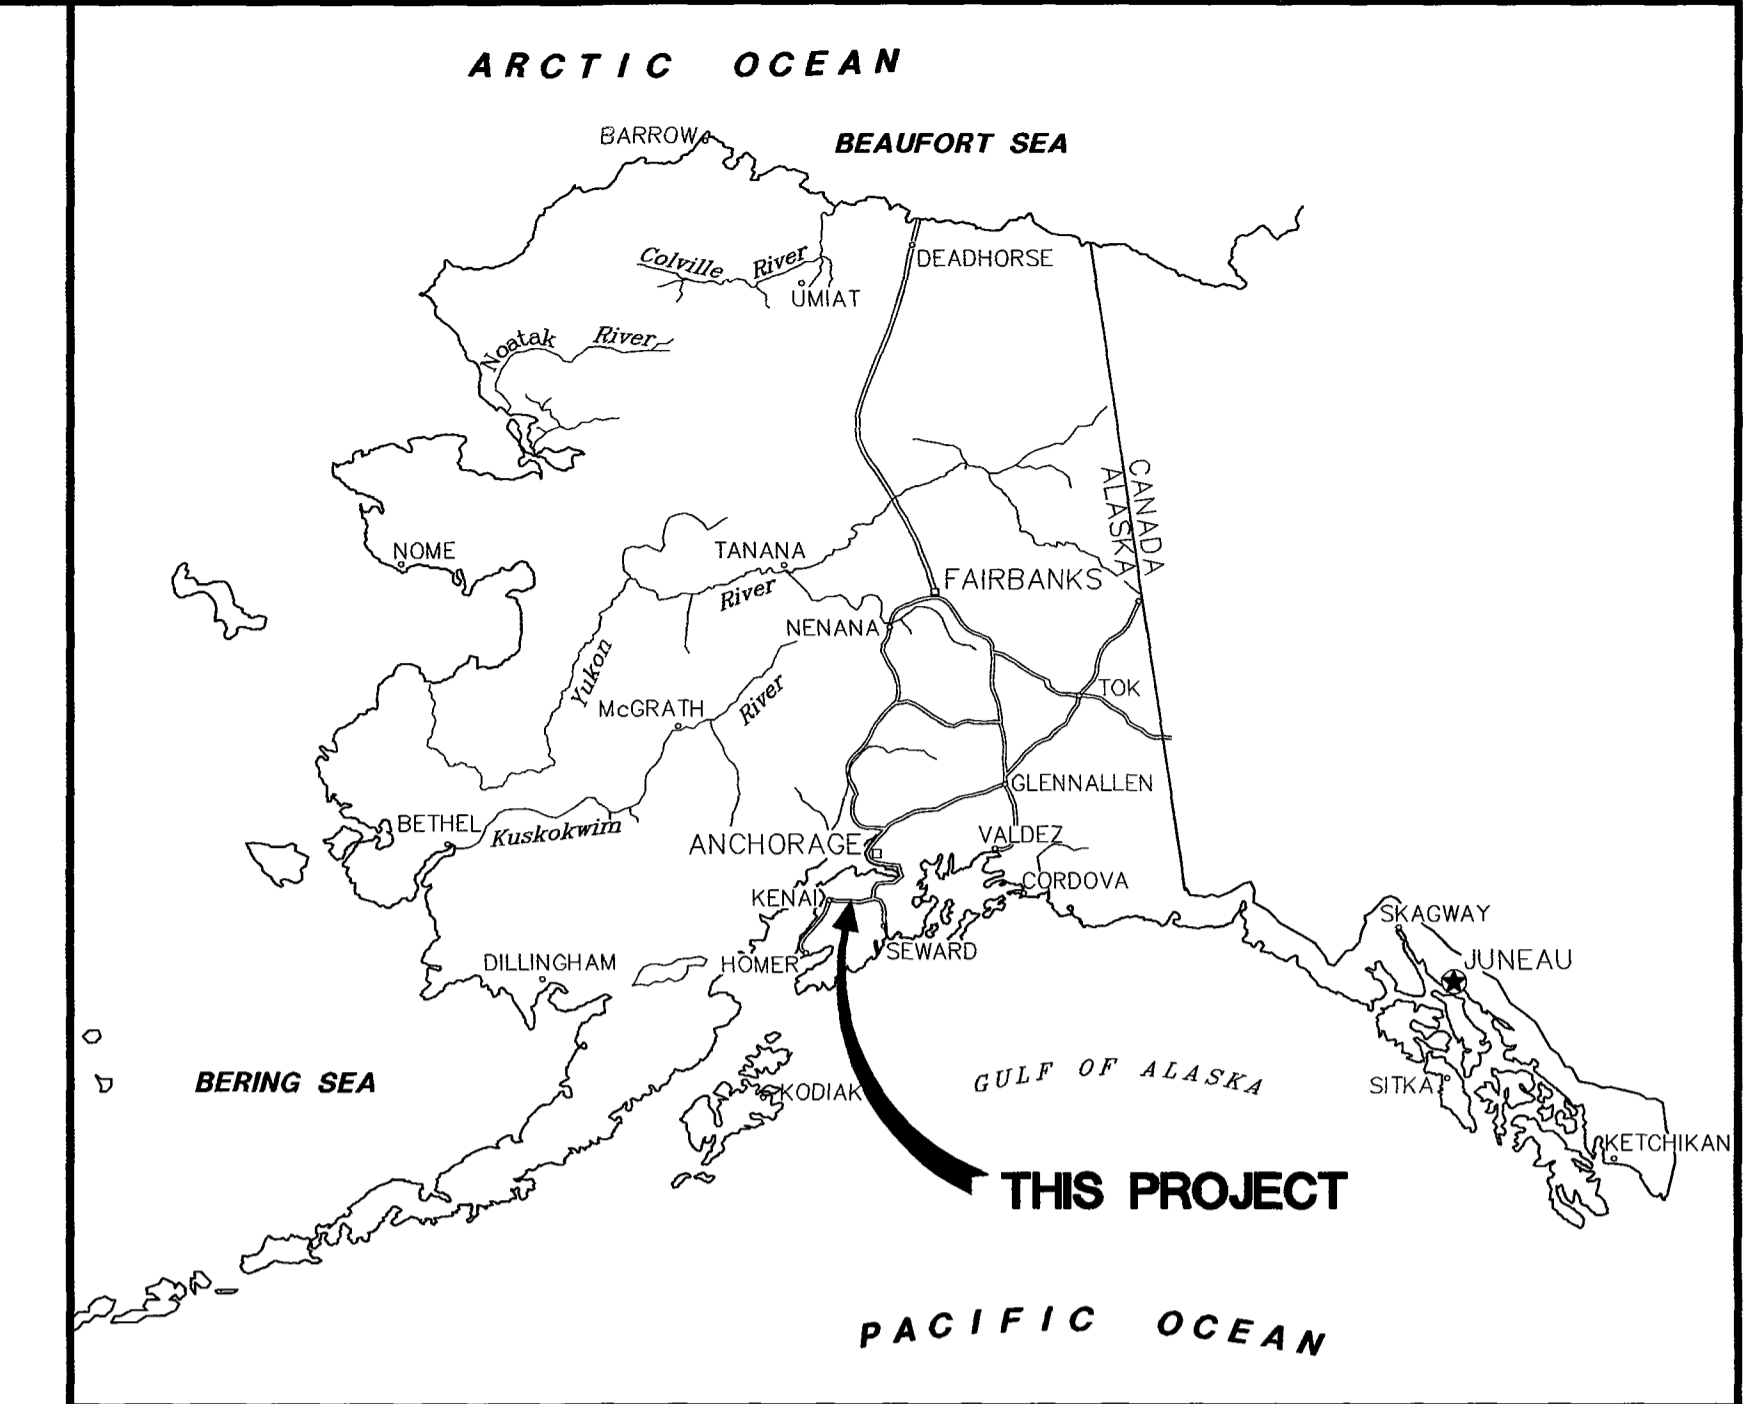 ARCTIC OCEAN
BARROW
BEAUFORT SEA
Colville River
DEADHORSE
UMIAT
Noatak River
CANADA
ALASKA
NOME
TANANA
FAIRBANKS
River
NENANA
Yukon
TOK
McGRATH
River
GLENNALLEN
BETHEL
Kuskokwim
ANCHORAGE
VALDEZ
CORDOVA
KENAI
SKAGWAY
SEWARD
HOMER
DILLINGHAM
JUNEAU
BERING SEA
GULF OF ALASKA
KODIAK
SITKA
KETCHIKAN
THIS PROJECT
PACIFIC OCEAN